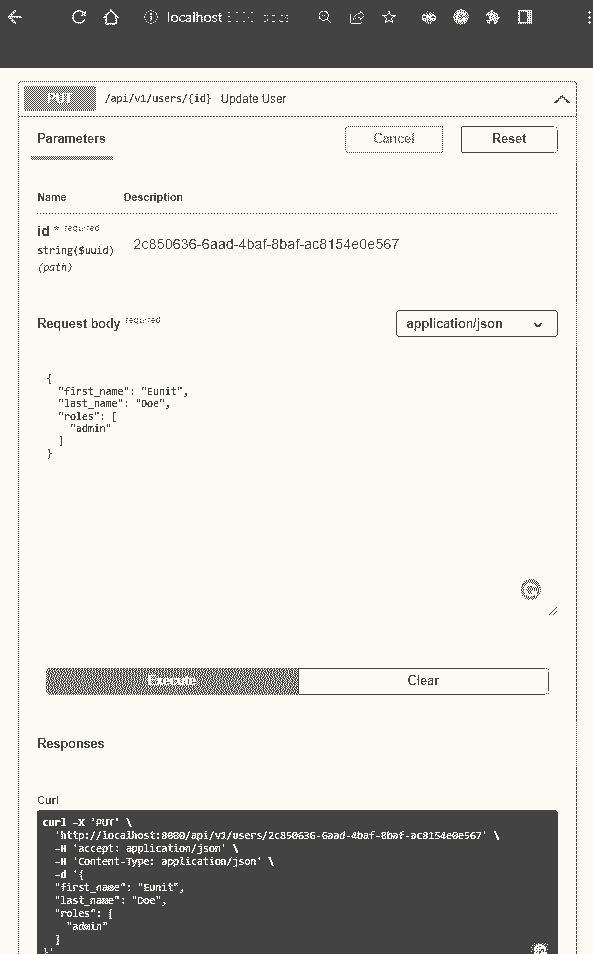 localhost
PUT /api/v1/users/{id} Update User
Parameters Cancel Reset
Name Description
id * required
string($uuid)
(path)
2c850636-6aad-4baf-8baf-ac8154e0e567
Request body required application/json
{
"first_name": "Eunit",
"last_name": "Doe",
"roles": [
"admin"
]
}
Execute Clear
Responses
Curl
curl -X 'PUT' \
'http://localhost:8000/api/v1/users/2c850636-6aad-4baf-8baf-ac8154e0e567' \
-H 'accept: application/json' \
-H 'Content-Type: application/json' \
-d '{
"first_name": "Eunit",
"last_name": "Doe",
"roles": [
"admin"
]
}'